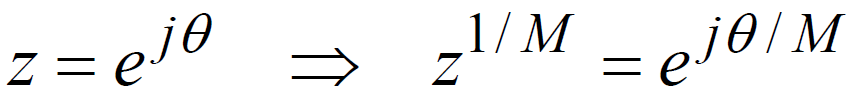 z = e^{jθ} ⇒ z^{1/M} = e^{jθ/M}